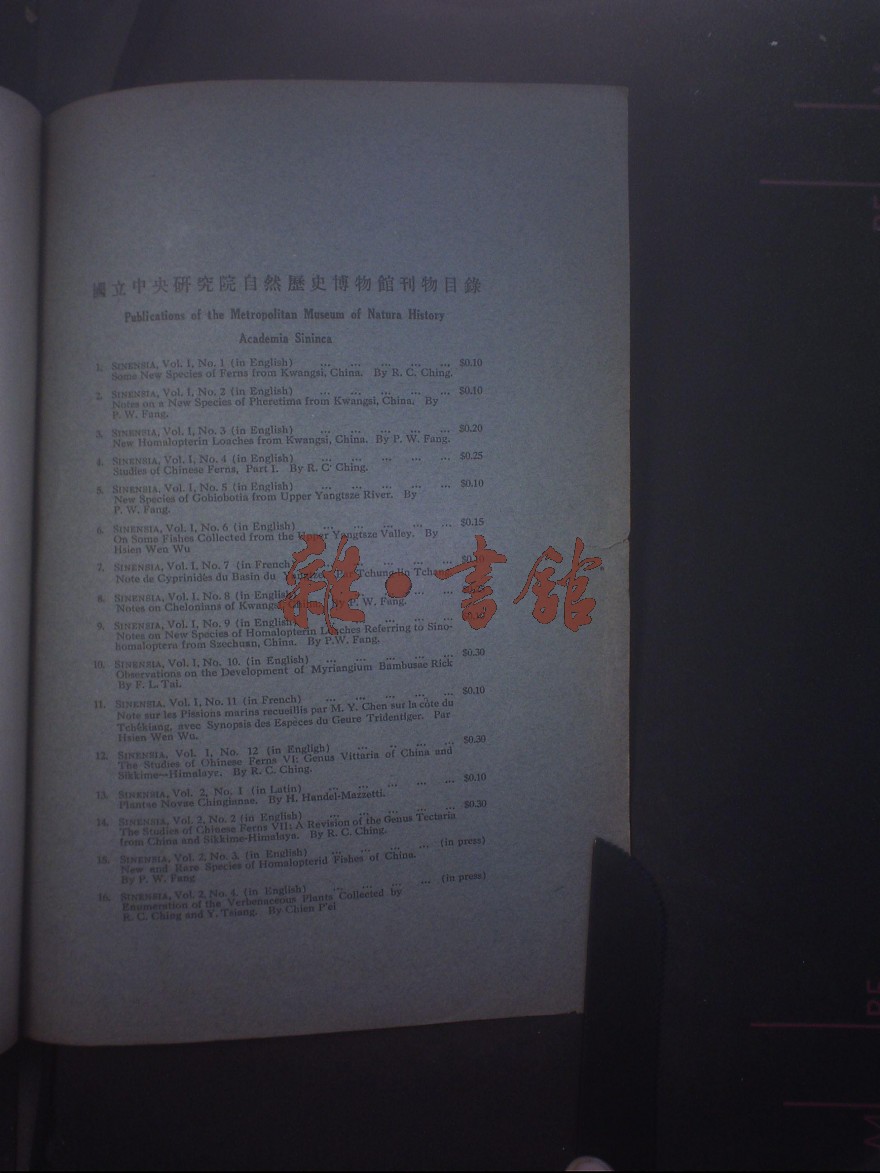 國立中央研究院自然歷史博物館刊物目錄
Publications of the Metropolitan Museum of Natura History
Academia Sininca
1. SINENSIA, Vol. I, No. 1 (in English) ... ... ... ... ... $0.10
Some New Species of Ferns from Kwangsi, China. By R. C. Ching.
2. SINENSIA, Vol. I, No. 2 (in English) ... ... ... ... ... $0.10
Notes on a New Species of Pheretima from Kwangsi, China. By
P. W. Fang.
3. SINENSIA, Vol. I, No. 3 (in English) ... ... ... ... ... $0.20
New Homalopterin Loaches from Kwangsi, China. By P. W. Fang.
4. SINENSIA, Vol. I, No. 4 (in English) ... ... ... ... ... $0.25
Studies of Chinese Ferns, Part 1. By R. C. Ching.
5. SINENSIA, Vol. I, No. 5 (in English) ... ... ... ... ... $0.10
New Species of Gobiobotia from Upper Yangtsze River. By
P. W. Fang.
6. SINENSIA, Vol. I, No. 6 (in English) ... ... ... ... ... $0.15
On Some Fishes Collected from the Upper Yangtsze Valley. By
Hsien Wen Wu
7. SINENSIA, Vol. I, No. 7 (in French) ... ... ... ...
Note de Cyprinidés du Basin du Par Tchung-lin Tchang
8. SINENSIA, Vol. I, No. 8 (in English) ... ...
Notes on Chelonians of Kwangsi, China. By P. W. Fang.
9. SINENSIA, Vol. I, No. 9 (in English)
Notes on New Species of Homalopterin Loaches Referring to Sino-
homaloptera from Szechuan, China. By P.W. Fang.
10. SINENSIA, Vol. I, No. 10. (in English) ... ... ... ... ... $0.30
Observations on the Development of Myriangium Bambusae Rick
By F. L. Tai.
11. SINENSIA, Vol. I, No. 11 (in French) ... ... ... ... ... $0.10
Note sur les Pissions marins recueillis par M. Y. Chen sur la côte du
Tchékiang, avec Synopsis des Espèces du Genre Tridentiger. Par
Hsien Wen Wu.
12. SINENSIA, Vol. I, No. 12 (in Engligh) ... .. ... ... $0.30
The Studies of Chinese Ferns VI: Genus Vittaria of China and
Sikkime—Himalayr. By R. C. Ching.
13. SINENSIA, Vol. 2, No. 1 (in Latin) ... ... ... ... ... $0.10
Plantae Novae Chingianae. By H. Handel-Mazzetti.
14. SINENSIA, Vol. 2, No. 2 (in English) ... ... ... ... ... $0.30
The Studies of Chinese Ferns VII: A Revision of the Genus Tectaria
from China and Sikkime-Himalaya. By R. C. Ching.
15. SINENSIA, Vol. 2, No. 3. (in English) ... ... ... ... (in press)
New and Rare Species of Homalopterid Fishes of China.
By P. W. Fang
16. SINENSIA, Vol. 2, No. 4. (in English) ... ... ... ... (in press)
Enumeration of the Verbenaceous Plants Collected by
R. C. Ching and Y. Tsiang. By Chien P'ei
雜·書館